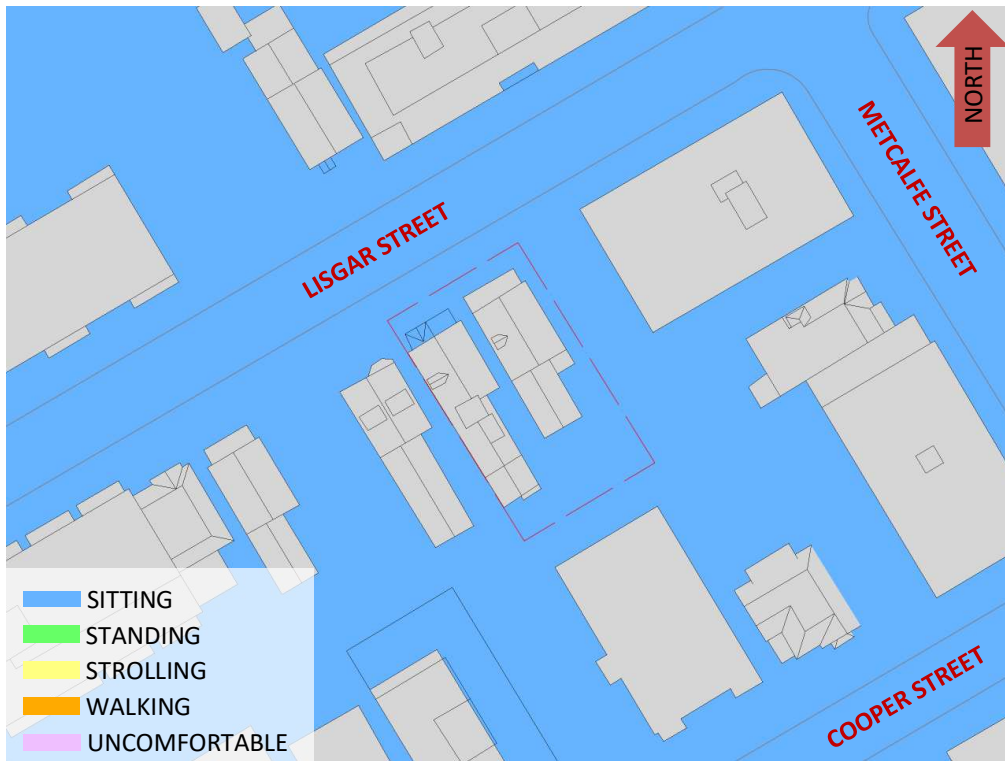 NORTH
METCALFE STREET
LISGAR STREET
SITTING
STANDING
STROLLING
WALKING
UNCOMFORTABLE
COOPER STREET